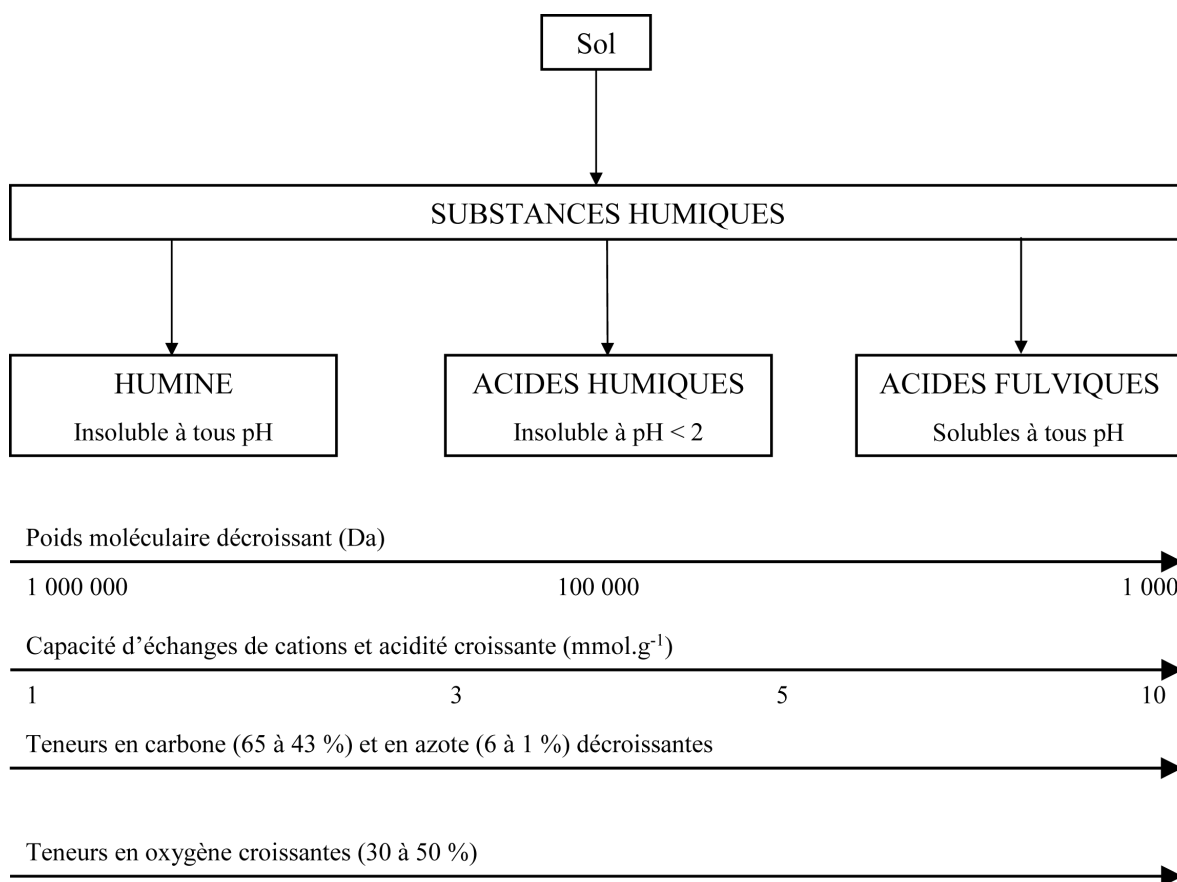 Sol
SUBSTANCES HUMIQUES
HUMINE
Insoluble à tous pH
ACIDES HUMIQUES
Insoluble à pH < 2
ACIDES FULVIQUES
Solubles à tous pH
Poids moléculaire décroissant (Da)
1 000 000 100 000 1 000
Capacité d’échanges de cations et acidité croissante (mmol.g⁻¹)
1 3 5 10
Teneurs en carbone (65 à 43 %) et en azote (6 à 1 %) décroissantes
Teneurs en oxygène croissantes (30 à 50 %)